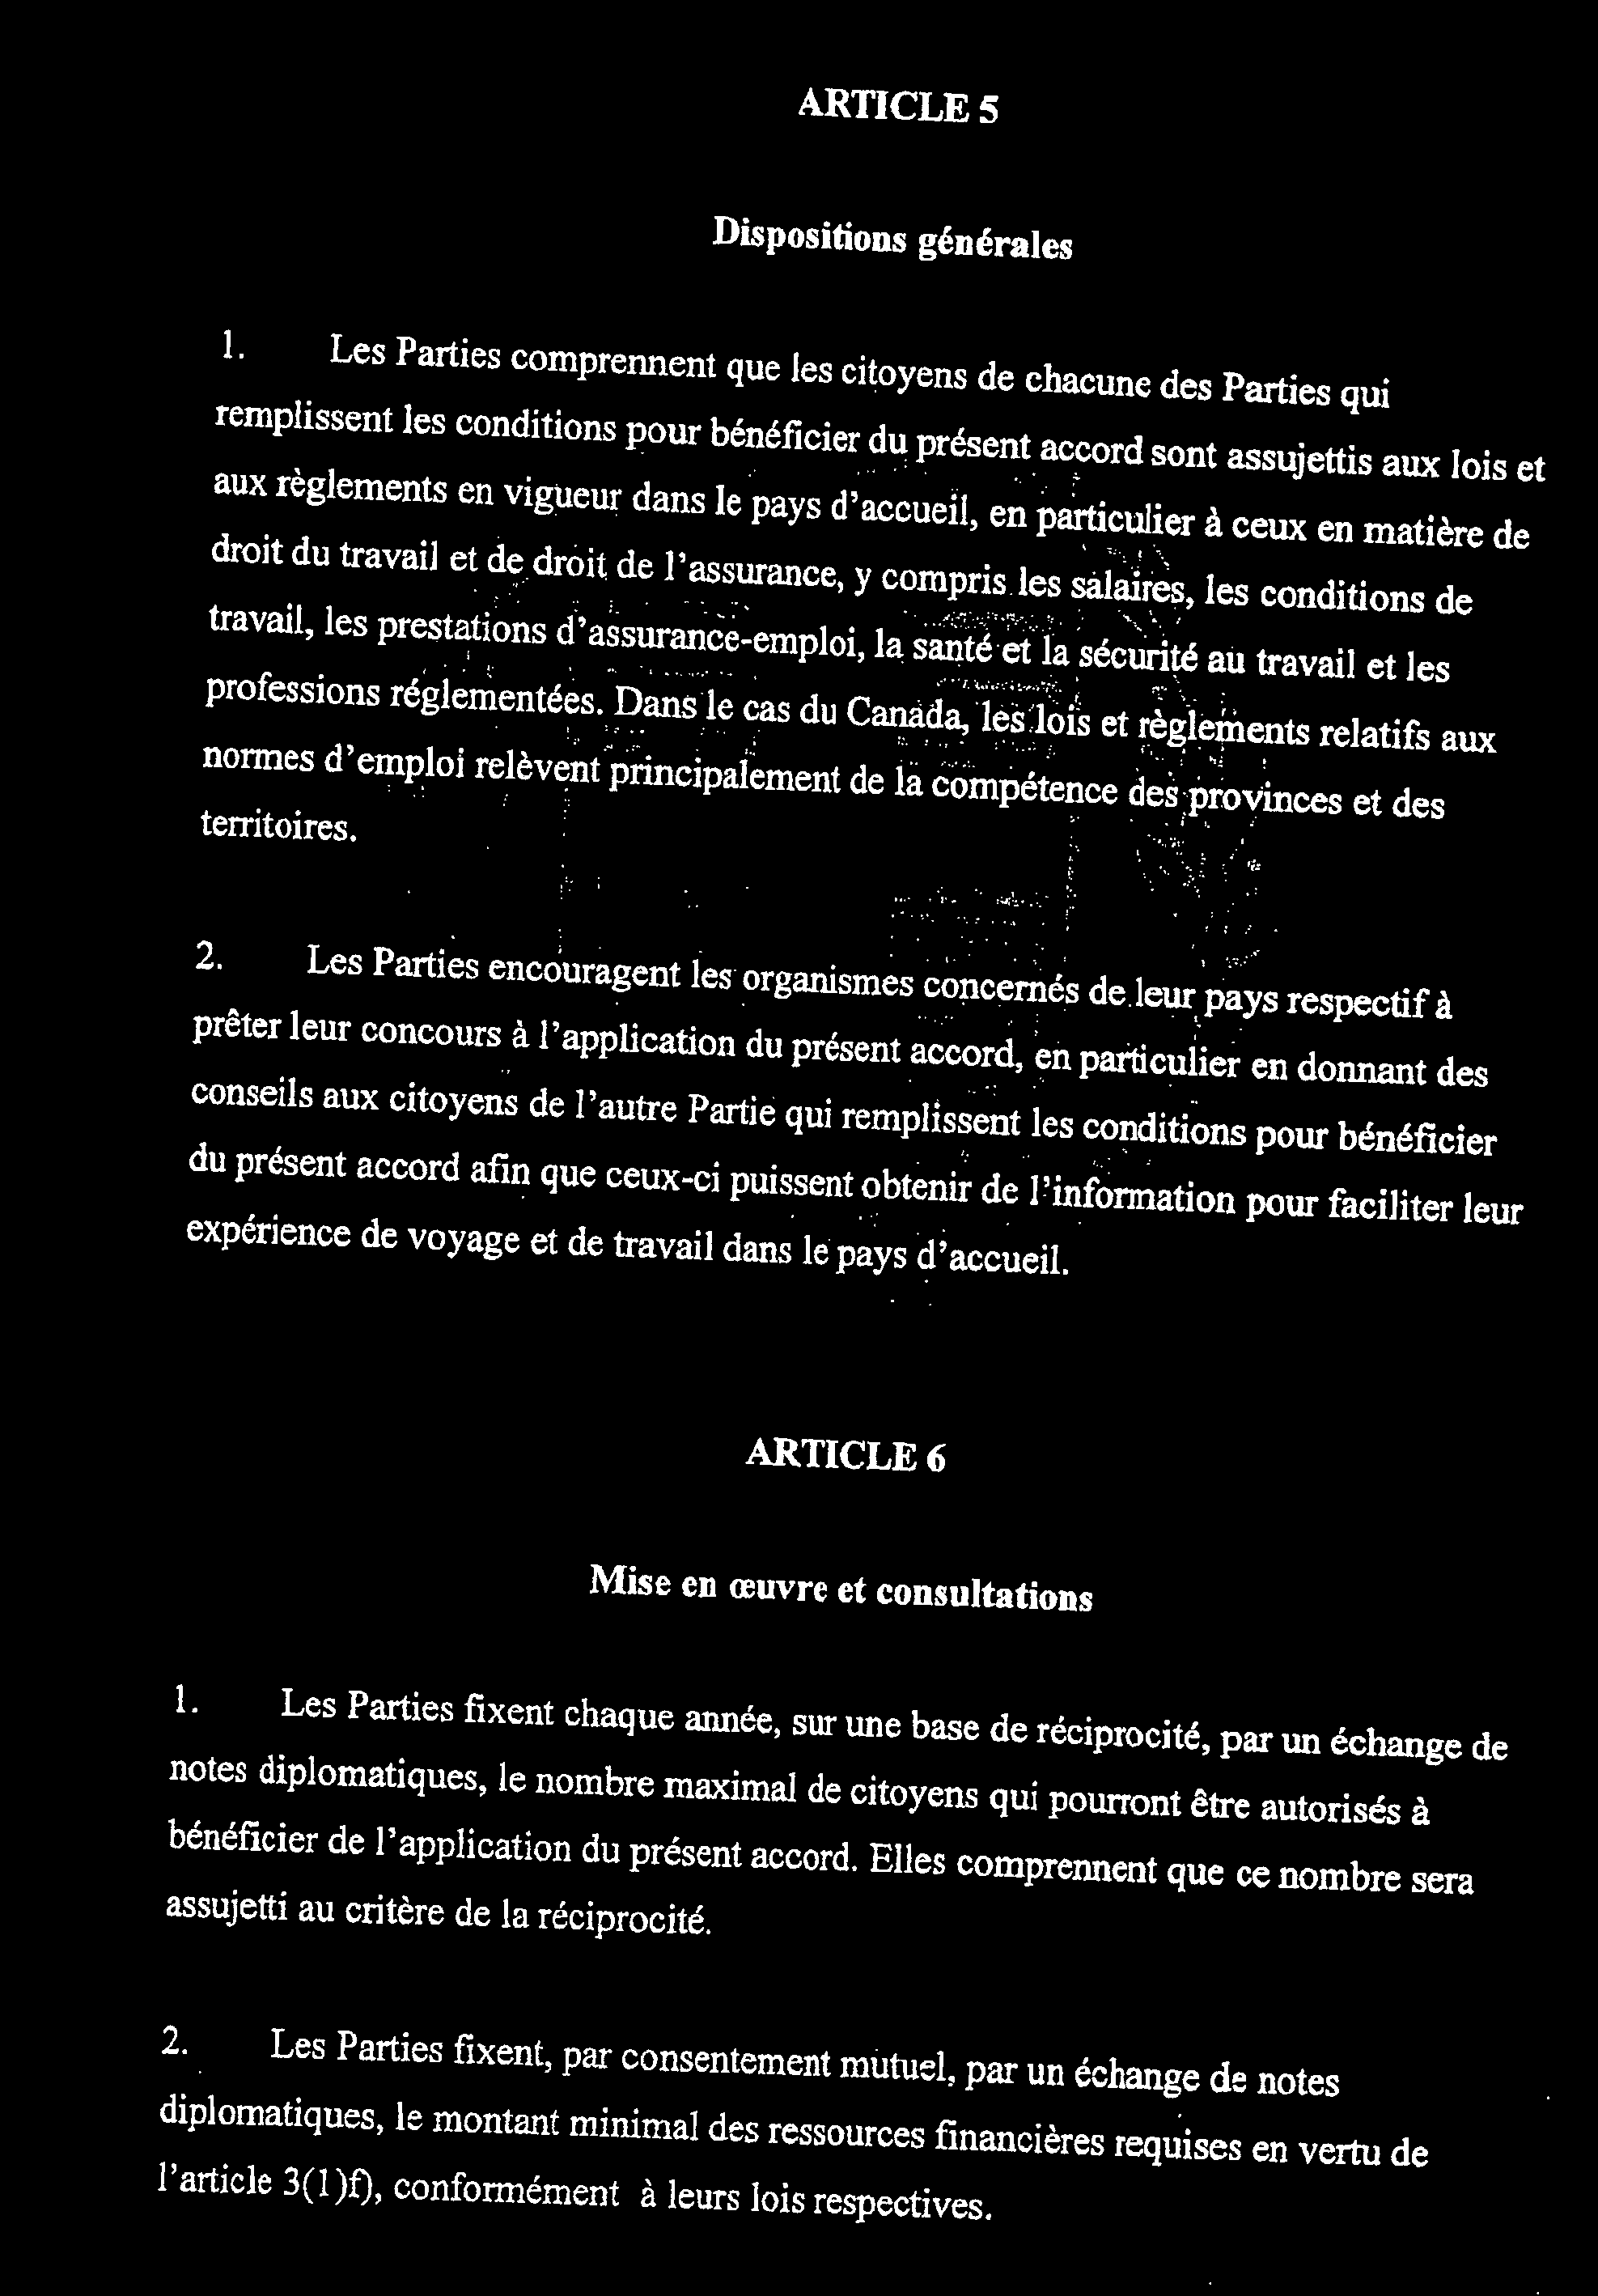 ARTICLE 5
Dispositions générales
1. Les Parties comprennent que les citoyens de chacune des Parties qui
remplissent les conditions pour bénéficier du présent accord sont assujettis aux lois et
aux règlements en vigueur dans le pays d'accueil, en particulier à ceux en matière de
droit du travail et de droit de l'assurance, y compris les salaires, les conditions de
travail, les prestations d'assurance-emploi, la santé et la sécurité au travail et les
professions réglementées. Dans le cas du Canada, les lois et règlements relatifs aux
normes d'emploi relèvent principalement de la compétence des provinces et des
territoires.
2. Les Parties encouragent les organismes concernés de leur pays respectif à
prêter leur concours à l'application du présent accord, en particulier en donnant des
conseils aux citoyens de l'autre Partie qui remplissent les conditions pour bénéficier
du présent accord afin que ceux-ci puissent obtenir de l'information pour faciliter leur
expérience de voyage et de travail dans le pays d'accueil.
ARTICLE 6
Mise en œuvre et consultations
1. Les Parties fixent chaque année, sur une base de réciprocité, par un échange de
notes diplomatiques, le nombre maximal de citoyens qui pourront être autorisés à
bénéficier de l'application du présent accord. Elles comprennent que ce nombre sera
assujetti au critère de la réciprocité.
2. Les Parties fixent, par consentement mutuel, par un échange de notes
diplomatiques, le montant minimal des ressources financières requises en vertu de
l'article 3(1)f), conformément à leurs lois respectives.